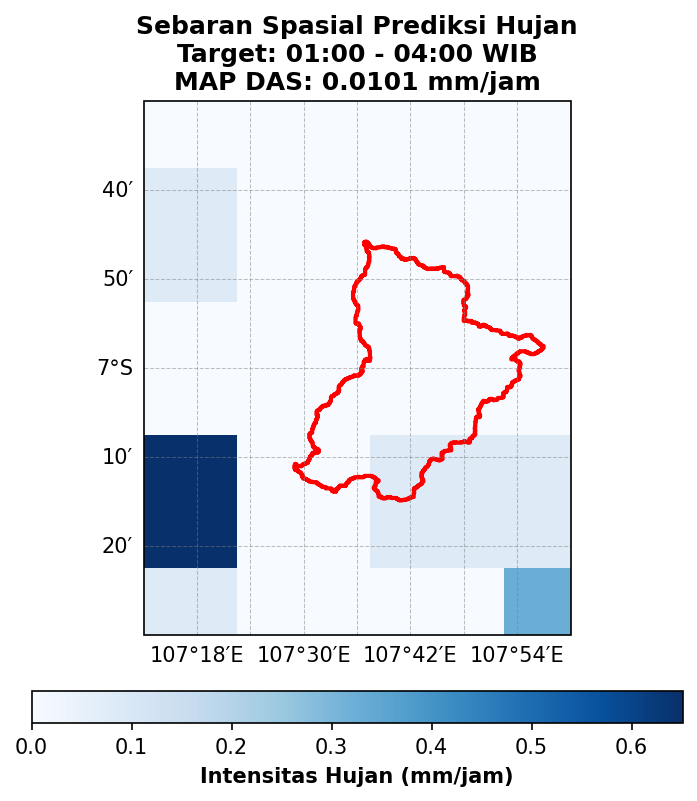 Sebaran Spasial Prediksi Hujan
Target: 01:00 - 04:00 WIB
MAP DAS: 0.0101 mm/jam
40′
50′
7°S
10′
20′
107°18′E 107°30′E 107°42′E 107°54′E
0.0 0.1 0.2 0.3 0.4 0.5 0.6
Intensitas Hujan (mm/jam)